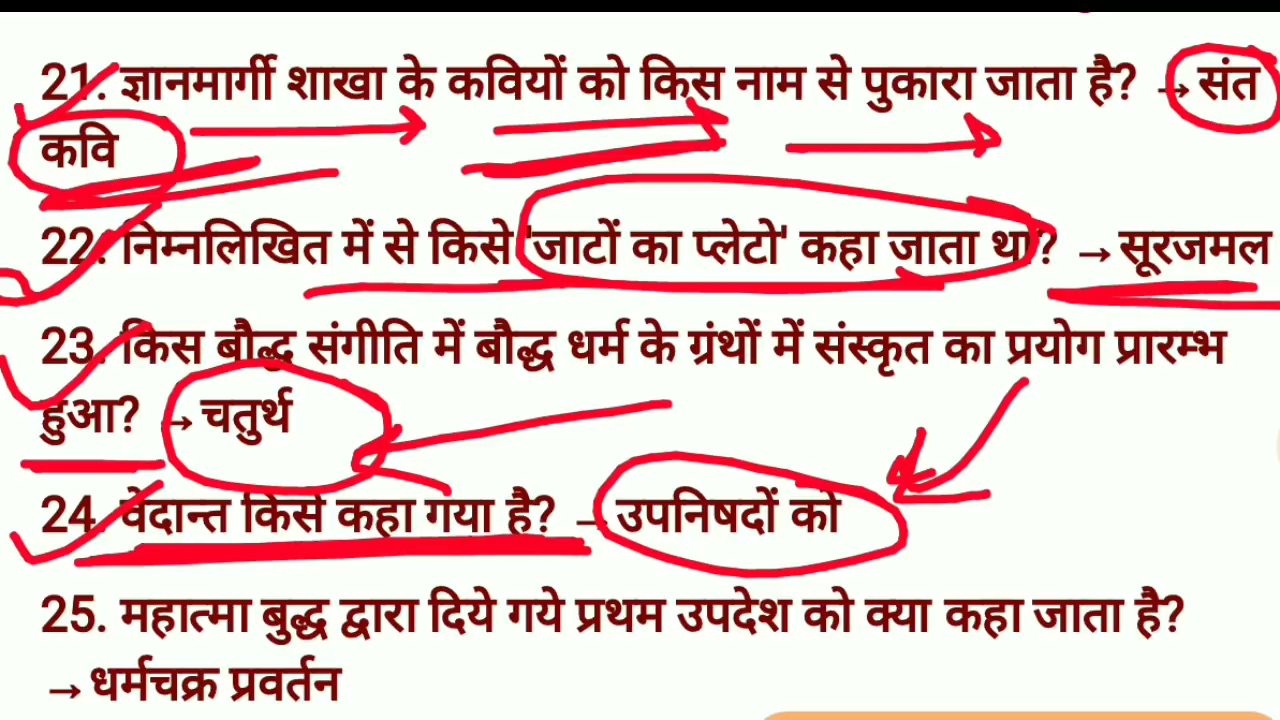 21. ज्ञानमार्गी शाखा के कवियों को किस नाम से पुकारा जाता है? →संत
कवि
22. निम्नलिखित में से किसे 'जाटों का प्लेटो' कहा जाता था? →सूरजमल
23. किस बौद्ध संगीति में बौद्ध धर्म के ग्रंथों में संस्कृत का प्रयोग प्रारम्भ
हुआ? →चतुर्थ
24. वेदान्त किसे कहा गया है? →उपनिषदों को
25. महात्मा बुद्ध द्वारा दिये गये प्रथम उपदेश को क्या कहा जाता है?
→धर्मचक्र प्रवर्तन